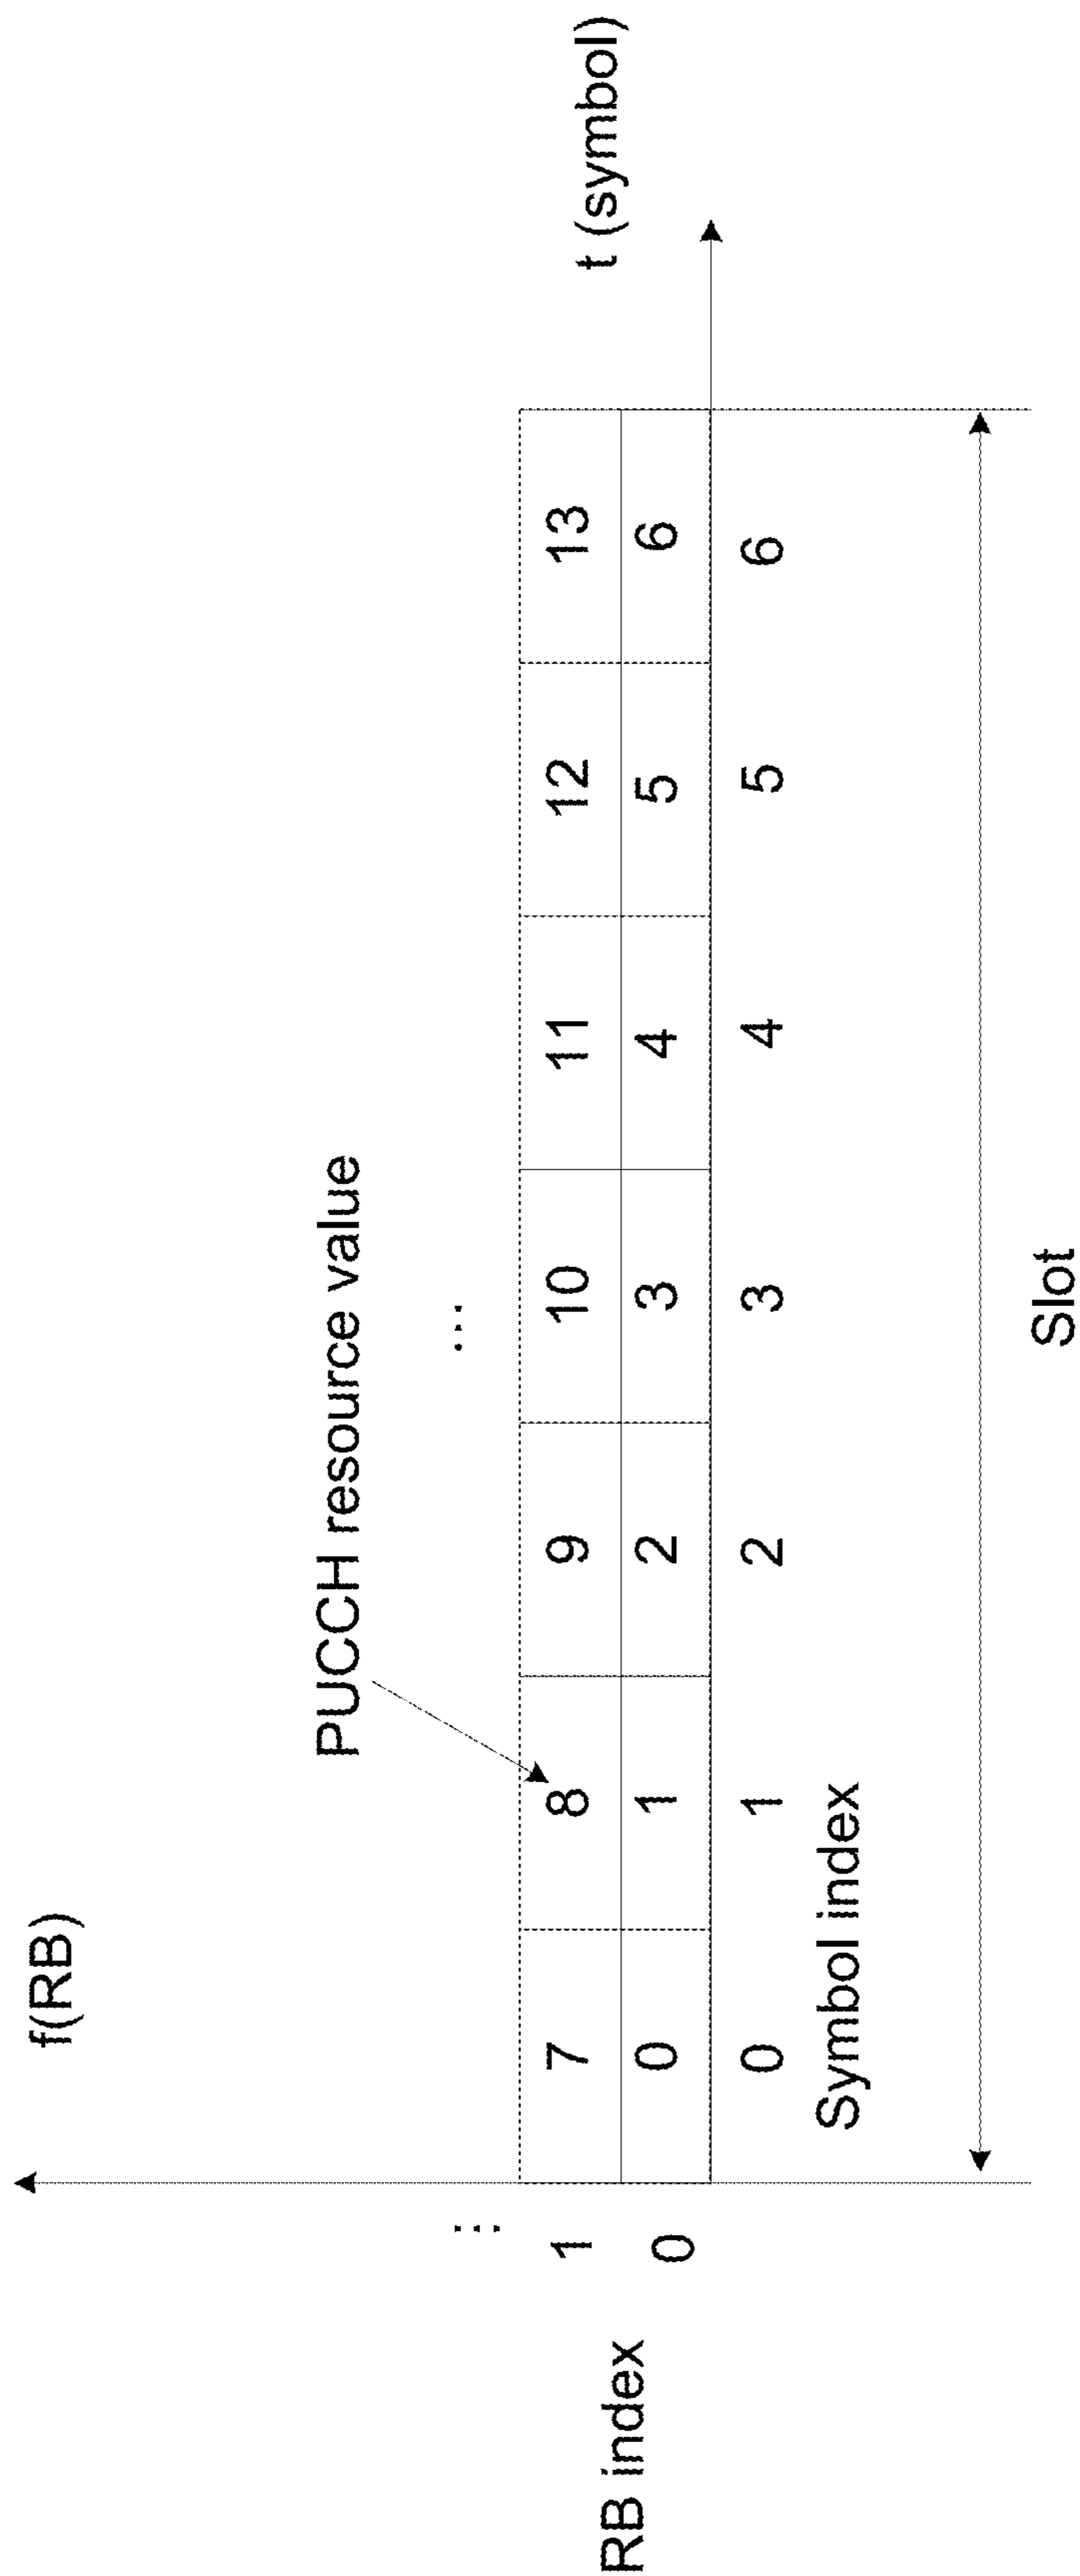 f(RB)
PUCCH resource value
...
t (symbol)
RB index
...
1
7 8 9 10 11 12 13
0
0 1 2 3 4 5 6
0 1 2 3 4 5 6
Symbol index
Slot